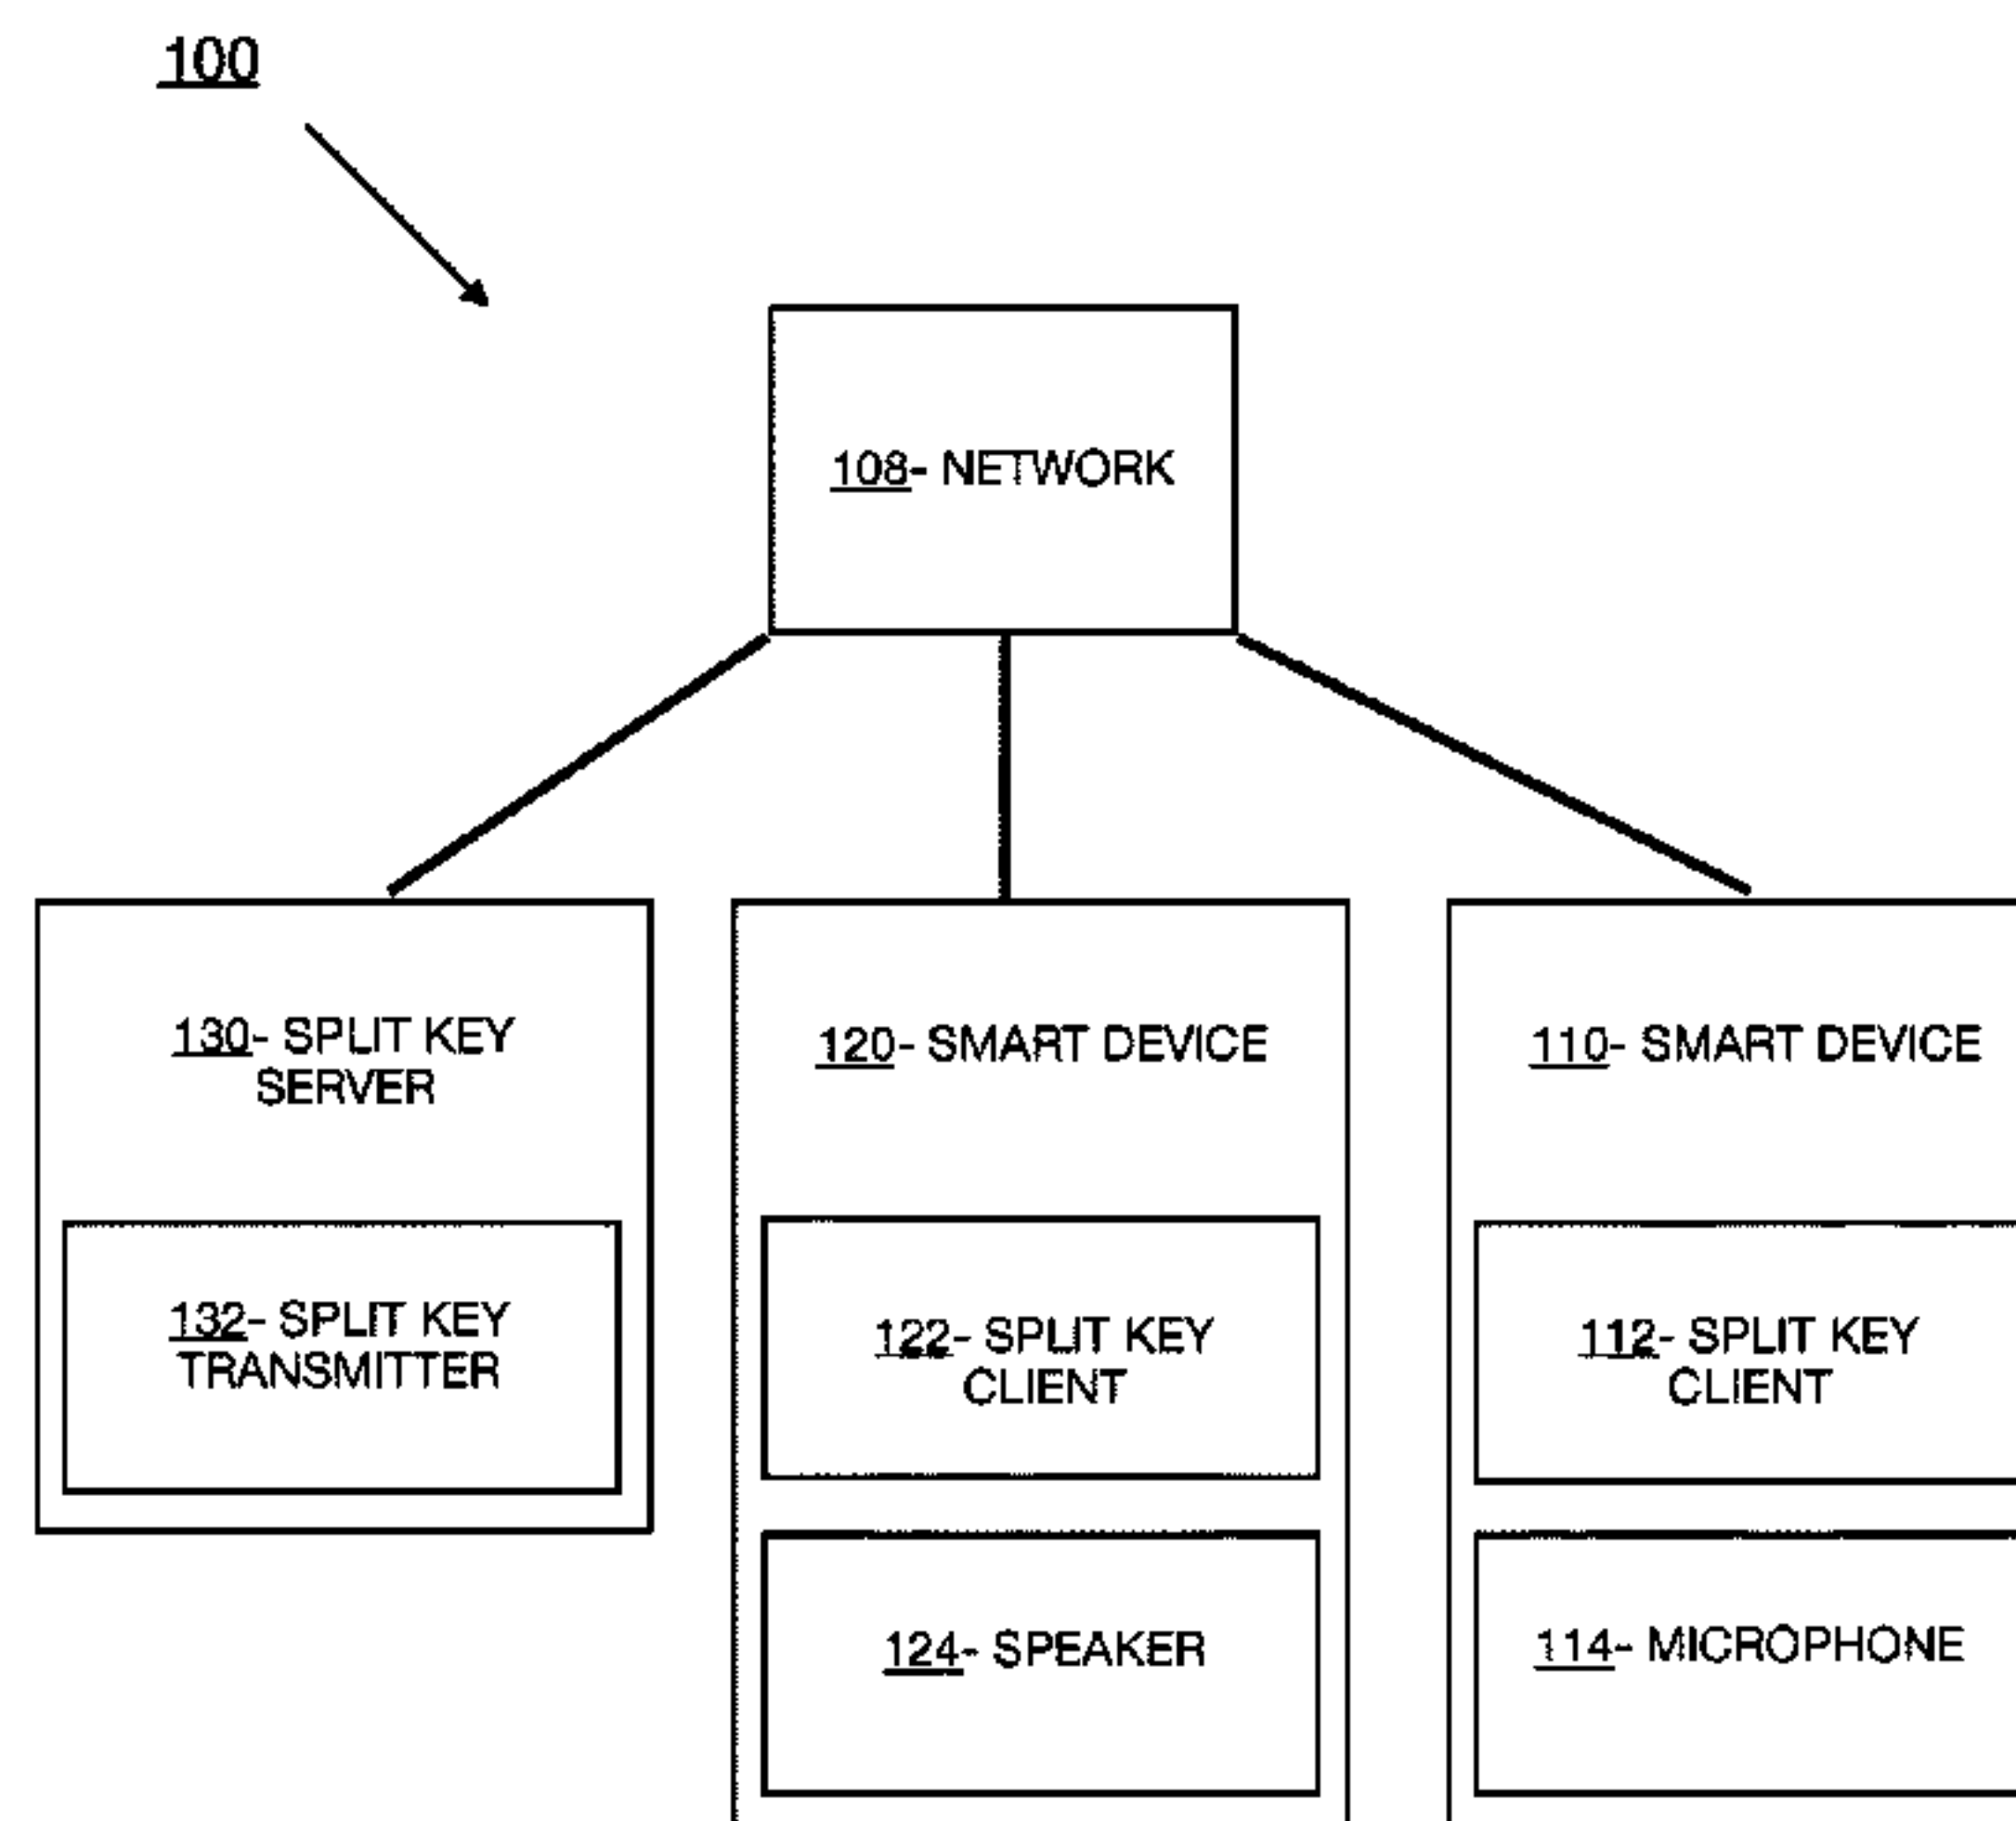 100
108- NETWORK
130- SPLIT KEY
SERVER
132- SPLIT KEY
TRANSMITTER
120- SMART DEVICE
122- SPLIT KEY
CLIENT
124- SPEAKER
110- SMART DEVICE
112- SPLIT KEY
CLIENT
114- MICROPHONE